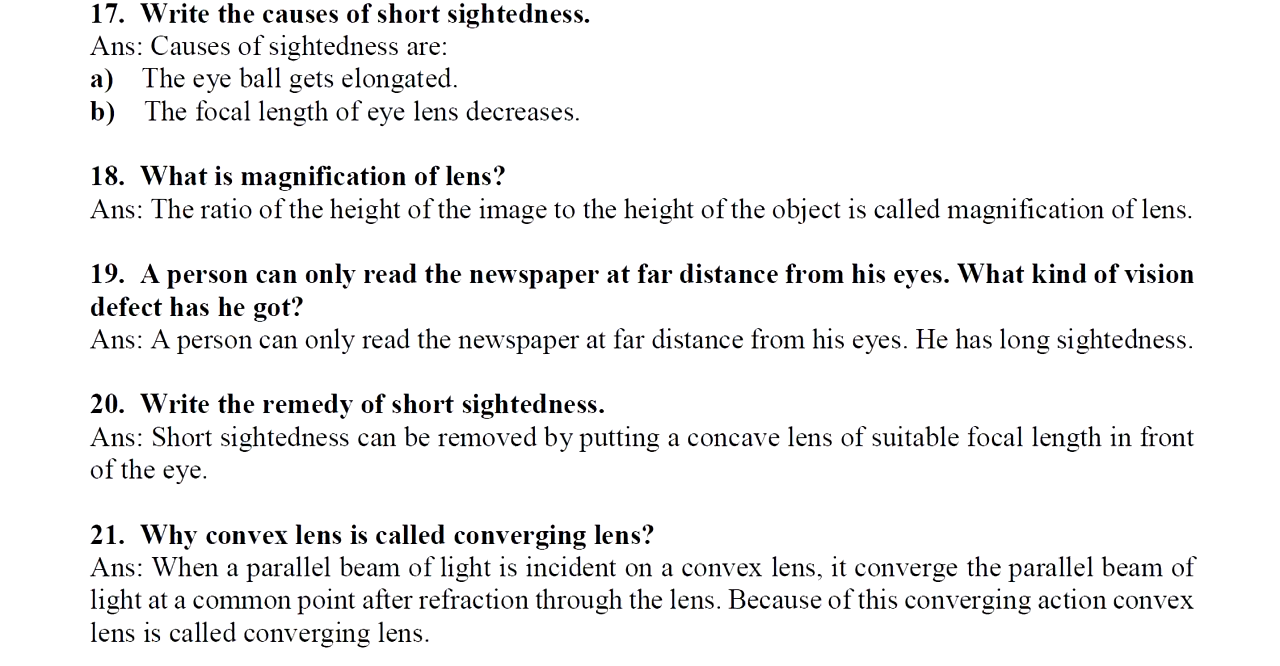 17. Write the causes of short sightedness.
Ans: Causes of sightedness are:
a) The eye ball gets elongated.
b) The focal length of eye lens decreases.
18. What is magnification of lens?
Ans: The ratio of the height of the image to the height of the object is called magnification of lens.
19. A person can only read the newspaper at far distance from his eyes. What kind of vision
defect has he got?
Ans: A person can only read the newspaper at far distance from his eyes. He has long sightedness.
20. Write the remedy of short sightedness.
Ans: Short sightedness can be removed by putting a concave lens of suitable focal length in front
of the eye.
21. Why convex lens is called converging lens?
Ans: When a parallel beam of light is incident on a convex lens, it converge the parallel beam of
light at a common point after refraction through the lens. Because of this converging action convex
lens is called converging lens.